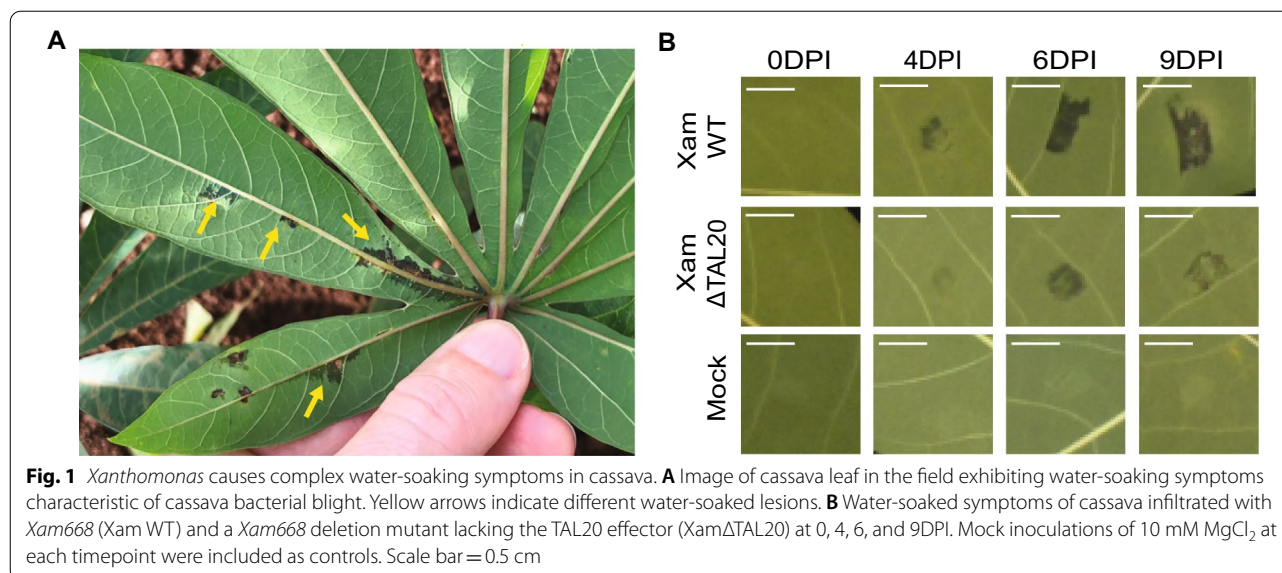 A
B
0DPI 4DPI 6DPI 9DPI
Xam
WT
Xam
ΔTAL20
Mock
Fig. 1 Xanthomonas causes complex water-soaking symptoms in cassava. A Image of cassava leaf in the field exhibiting water-soaking symptoms
characteristic of cassava bacterial blight. Yellow arrows indicate different water-soaked lesions. B Water-soaked symptoms of cassava infiltrated with
Xam668 (Xam WT) and a Xam668 deletion mutant lacking the TAL20 effector (XamΔTAL20) at 0, 4, 6, and 9DPI. Mock inoculations of 10 mM MgCl₂ at
each timepoint were included as controls. Scale bar = 0.5 cm